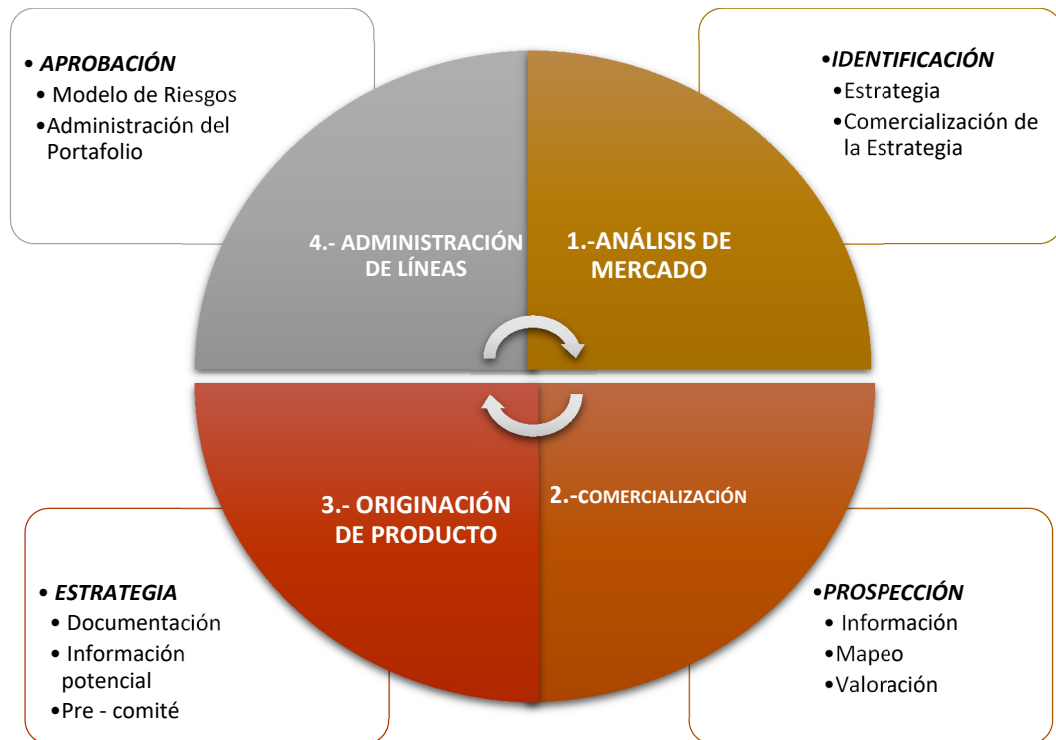 • APROBACIÓN
• Modelo de Riesgos
•Administración del
Portafolio
•IDENTIFICACIÓN
•Estrategia
•Comercialización de
la Estrategia
4.- ADMINISTRACIÓN
DE LÍNEAS
1.-ANÁLISIS DE
MERCADO
3.- ORIGINACIÓN
DE PRODUCTO
2.-COMERCIALIZACIÓN
• ESTRATEGIA
• Documentación
• Información
potencial
•Pre - comité
•PROSPECCIÓN
• Información
•Mapeo
•Valoración